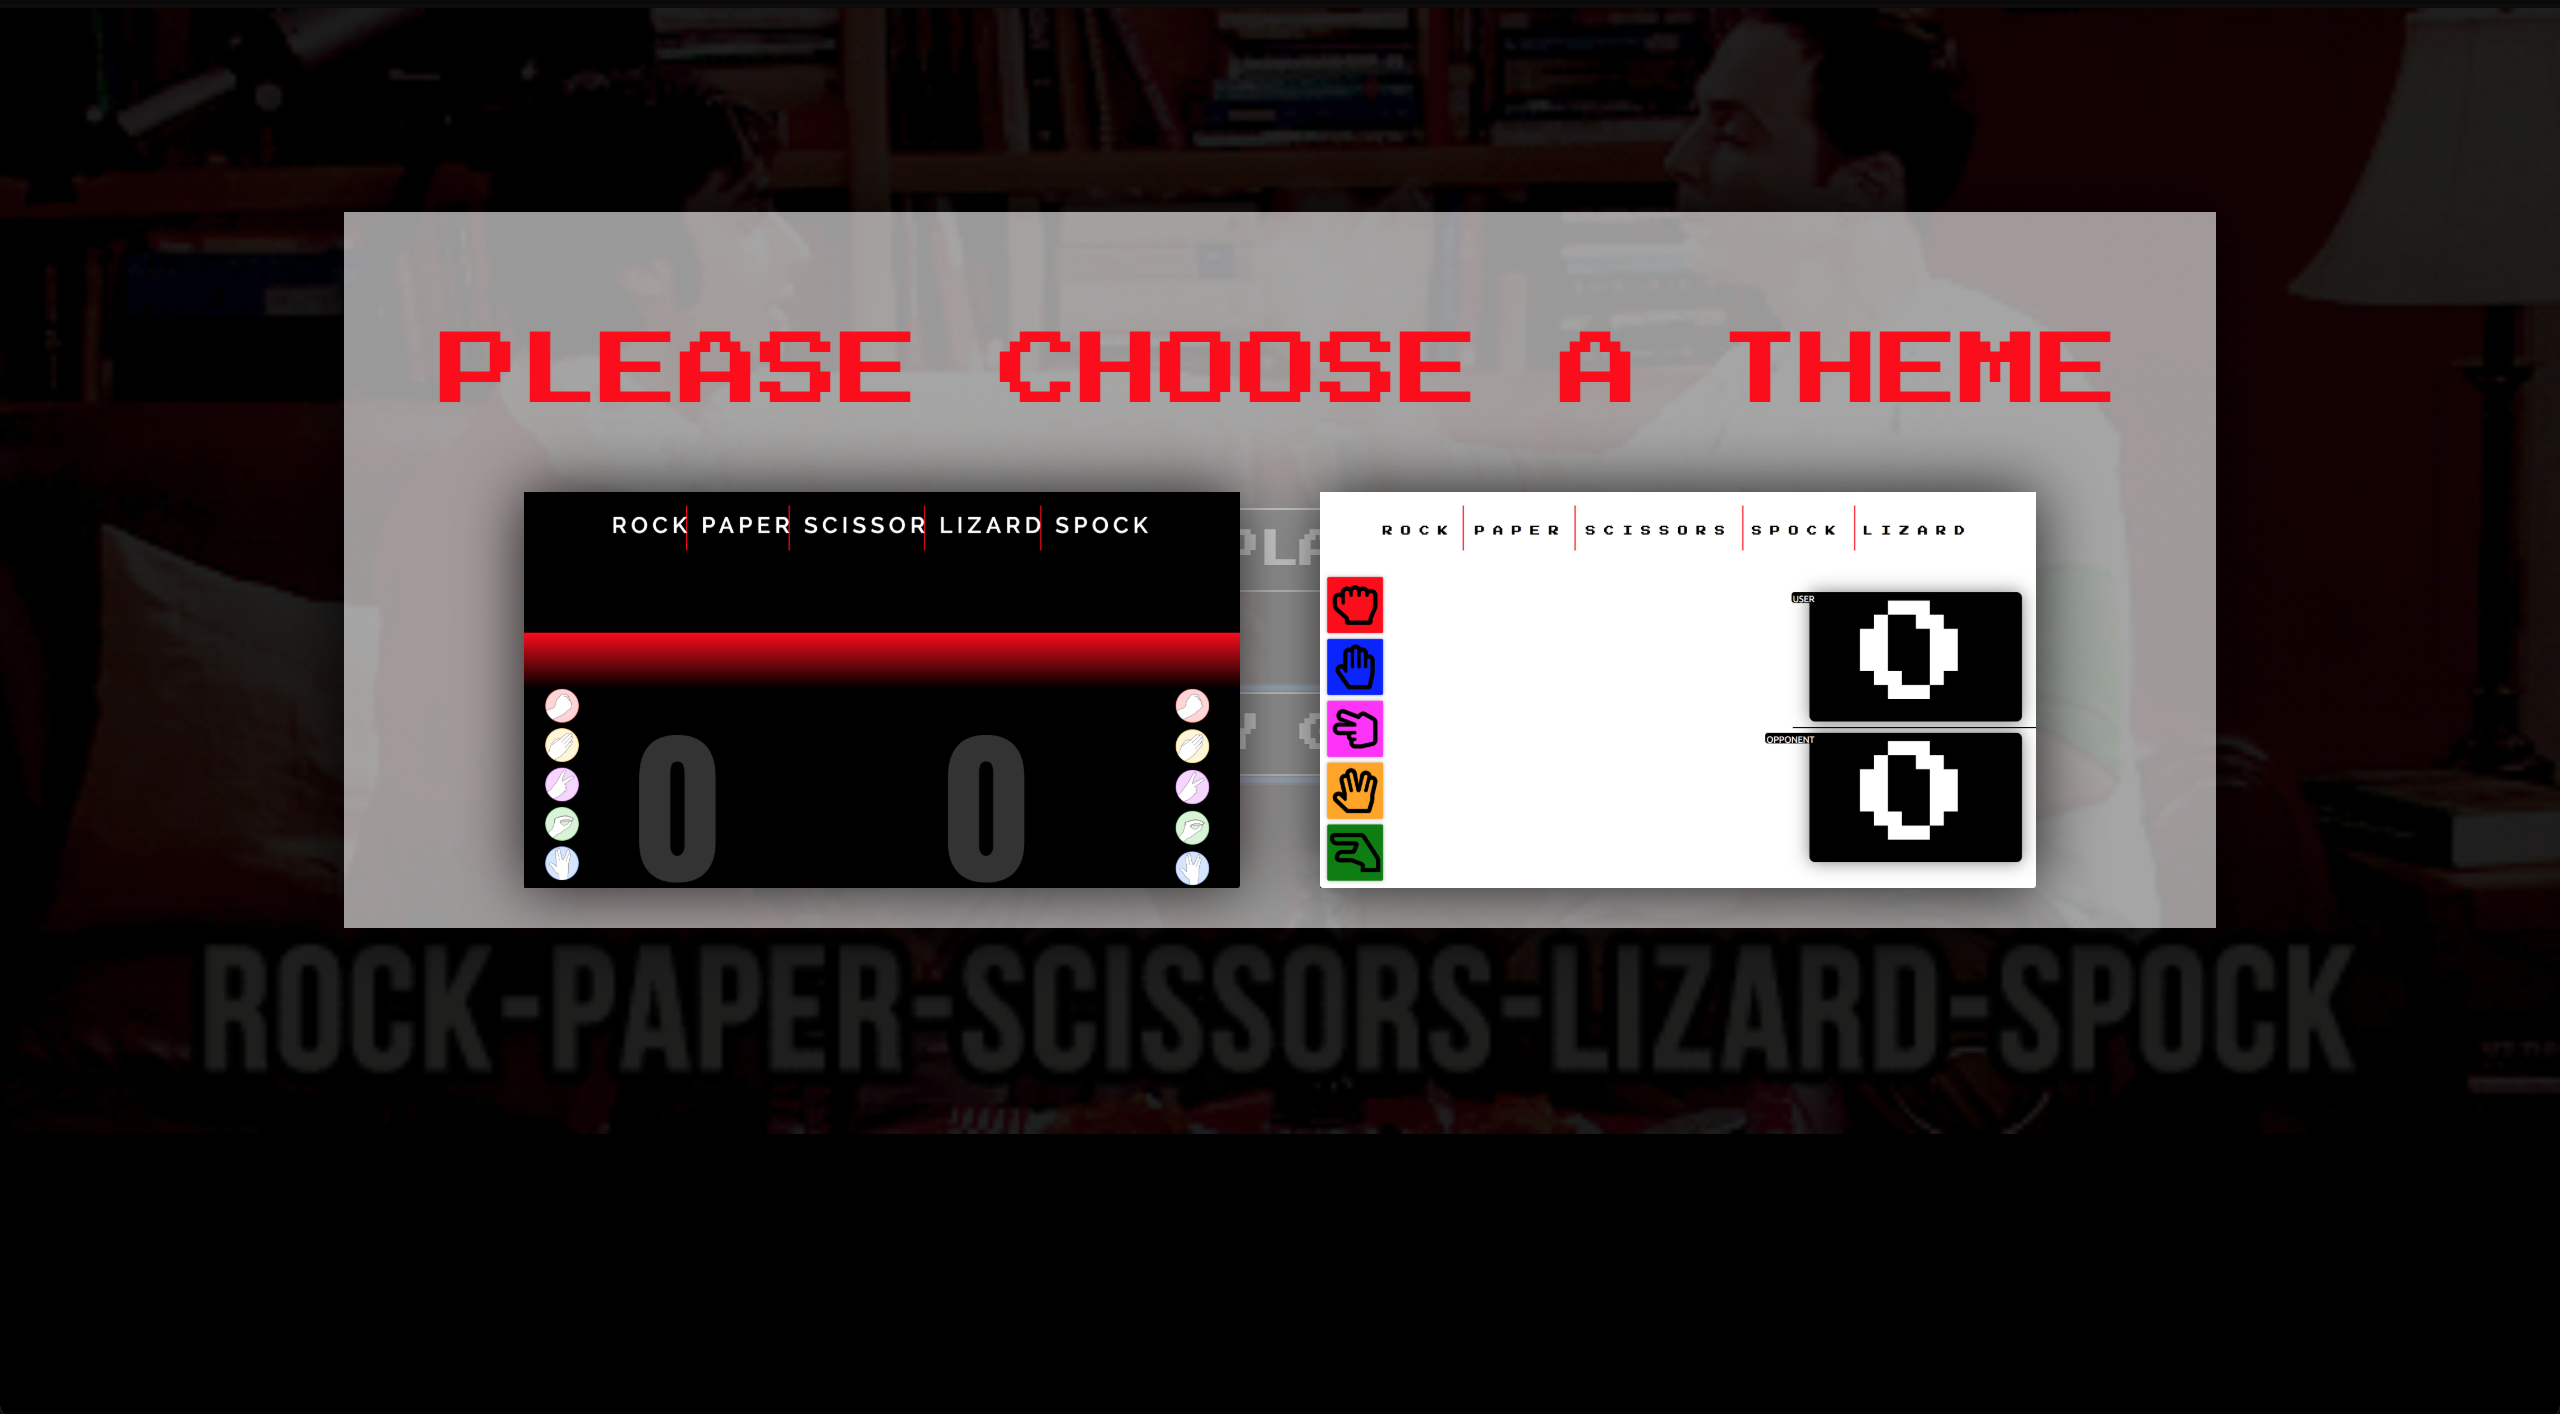 PLEASE CHOOSE A THEME
ROCK PAPER SCISSOR LIZARD SPOCK
0 0
ROCK PAPER SCISSORS SPOCK LIZARD
USER
0
OPPONENT
0
PLA
ROCK-PAPER-SCISSORS-LIZARD-SPOCK